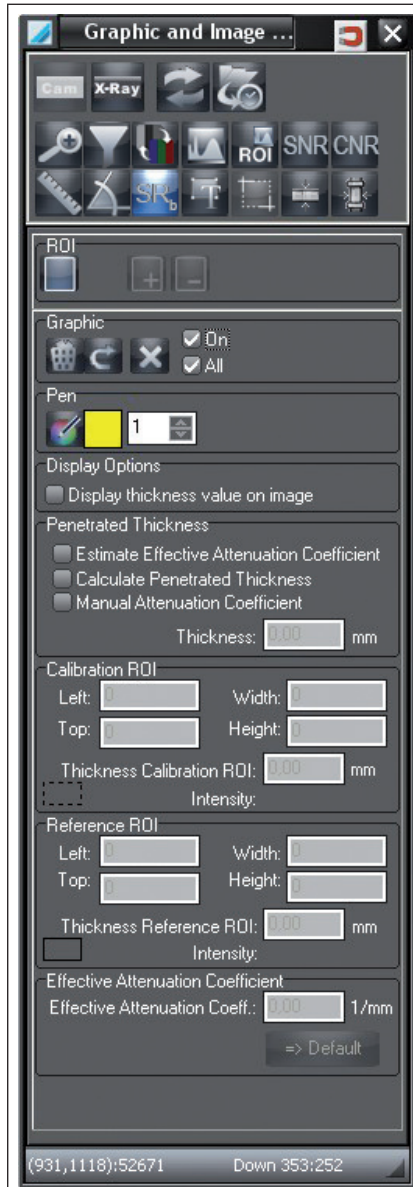 Graphic and Image ...
Cam X-Ray
ROI SNR CNR
SRb T
ROI
+ -
Graphic
On
All
Pen
1
Display Options
Display thickness value on image
Penetrated Thickness
Estimate Effective Attenuation Coefficient
Calculate Penetrated Thickness
Manual Attenuation Coefficient
Thickness: 0,00 mm
Calibration ROI
Left: 0 Width: 0
Top: 0 Height: 0
Thickness Calibration ROI: 0,00 mm
Intensity:
Reference ROI
Left: 0 Width: 0
Top: 0 Height: 0
Thickness Reference ROI: 0,00 mm
Intensity:
Effective Attenuation Coefficient
Effective Attenuation Coeff.: 0,00 1/mm
=> Default
(931,1118):52671 Down 353:252